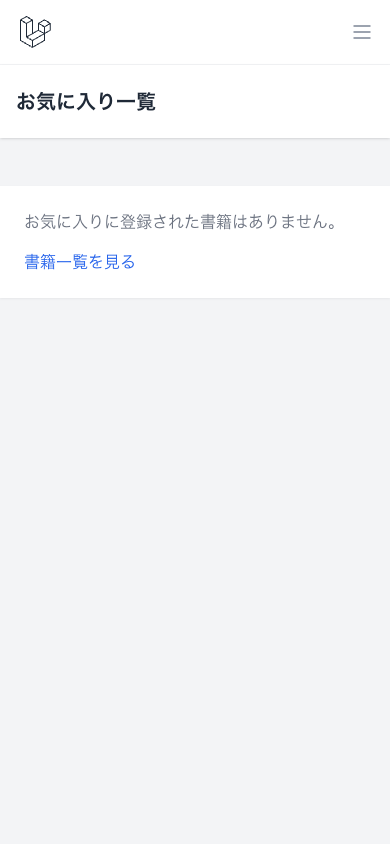 お気に入り一覧
お気に入りに登録された書籍はありません。
書籍一覧を見る